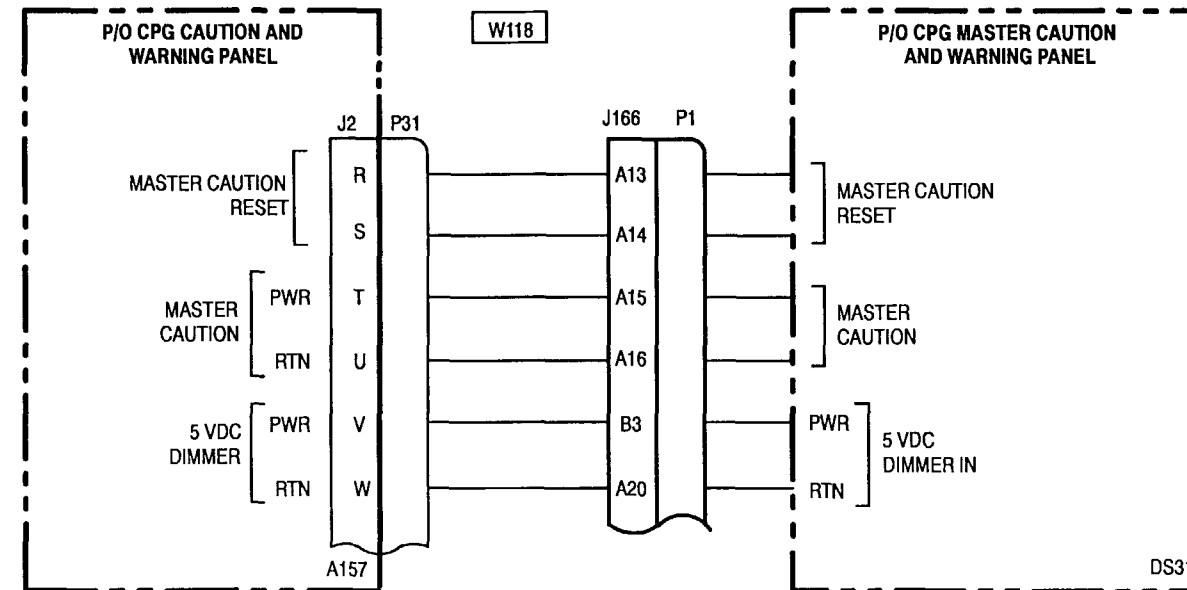 P/O CPG CAUTION AND
WARNING PANEL
W118
P/O CPG MASTER CAUTION
AND WARNING PANEL
J2
P31
J166
P1
MASTER CAUTION
RESET
R
A13
MASTER CAUTION
RESET
S
A14
MASTER
CAUTION
PWR
T
A15
MASTER
CAUTION
RTN
U
A16
5 VDC
DIMMER
PWR
V
B3
PWR
5 VDC
DIMMER IN
RTN
W
A20
RTN
A157